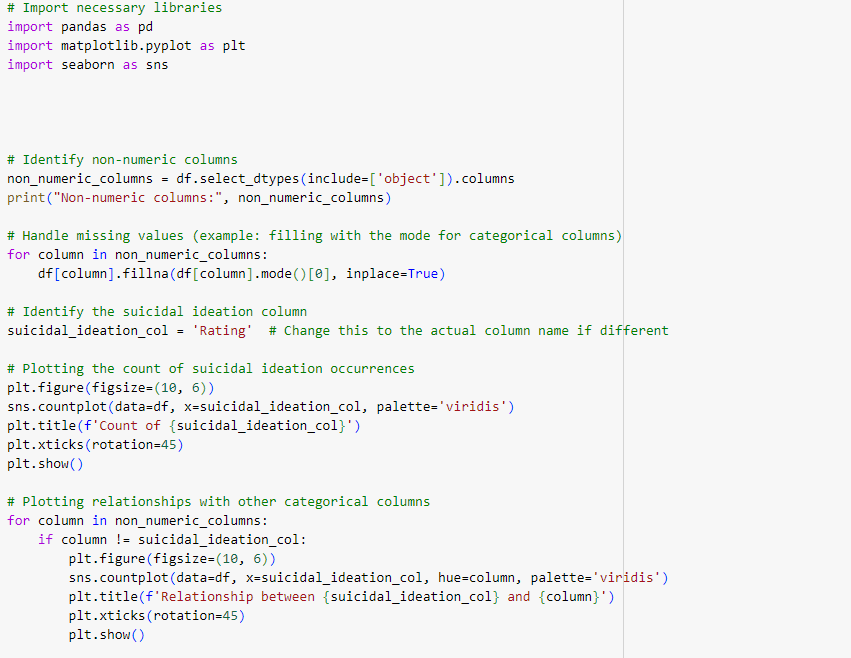 # Import necessary libraries
import pandas as pd
import matplotlib.pyplot as plt
import seaborn as sns
# Identify non-numeric columns
non_numeric_columns = df.select_dtypes(include=['object']).columns
print("Non-numeric columns:", non_numeric_columns)
# Handle missing values (example: filling with the mode for categorical columns)
for column in non_numeric_columns:
    df[column].fillna(df[column].mode()[0], inplace=True)
# Identify the suicidal ideation column
suicidal_ideation_col = 'Rating'  # Change this to the actual column name if different
# Plotting the count of suicidal ideation occurrences
plt.figure(figsize=(10, 6))
sns.countplot(data=df, x=suicidal_ideation_col, palette='viridis')
plt.title(f'Count of {suicidal_ideation_col}')
plt.xticks(rotation=45)
plt.show()
# Plotting relationships with other categorical columns
for column in non_numeric_columns:
    if column != suicidal_ideation_col:
        plt.figure(figsize=(10, 6))
        sns.countplot(data=df, x=suicidal_ideation_col, hue=column, palette='viridis')
        plt.title(f'Relationship between {suicidal_ideation_col} and {column}')
        plt.xticks(rotation=45)
        plt.show()